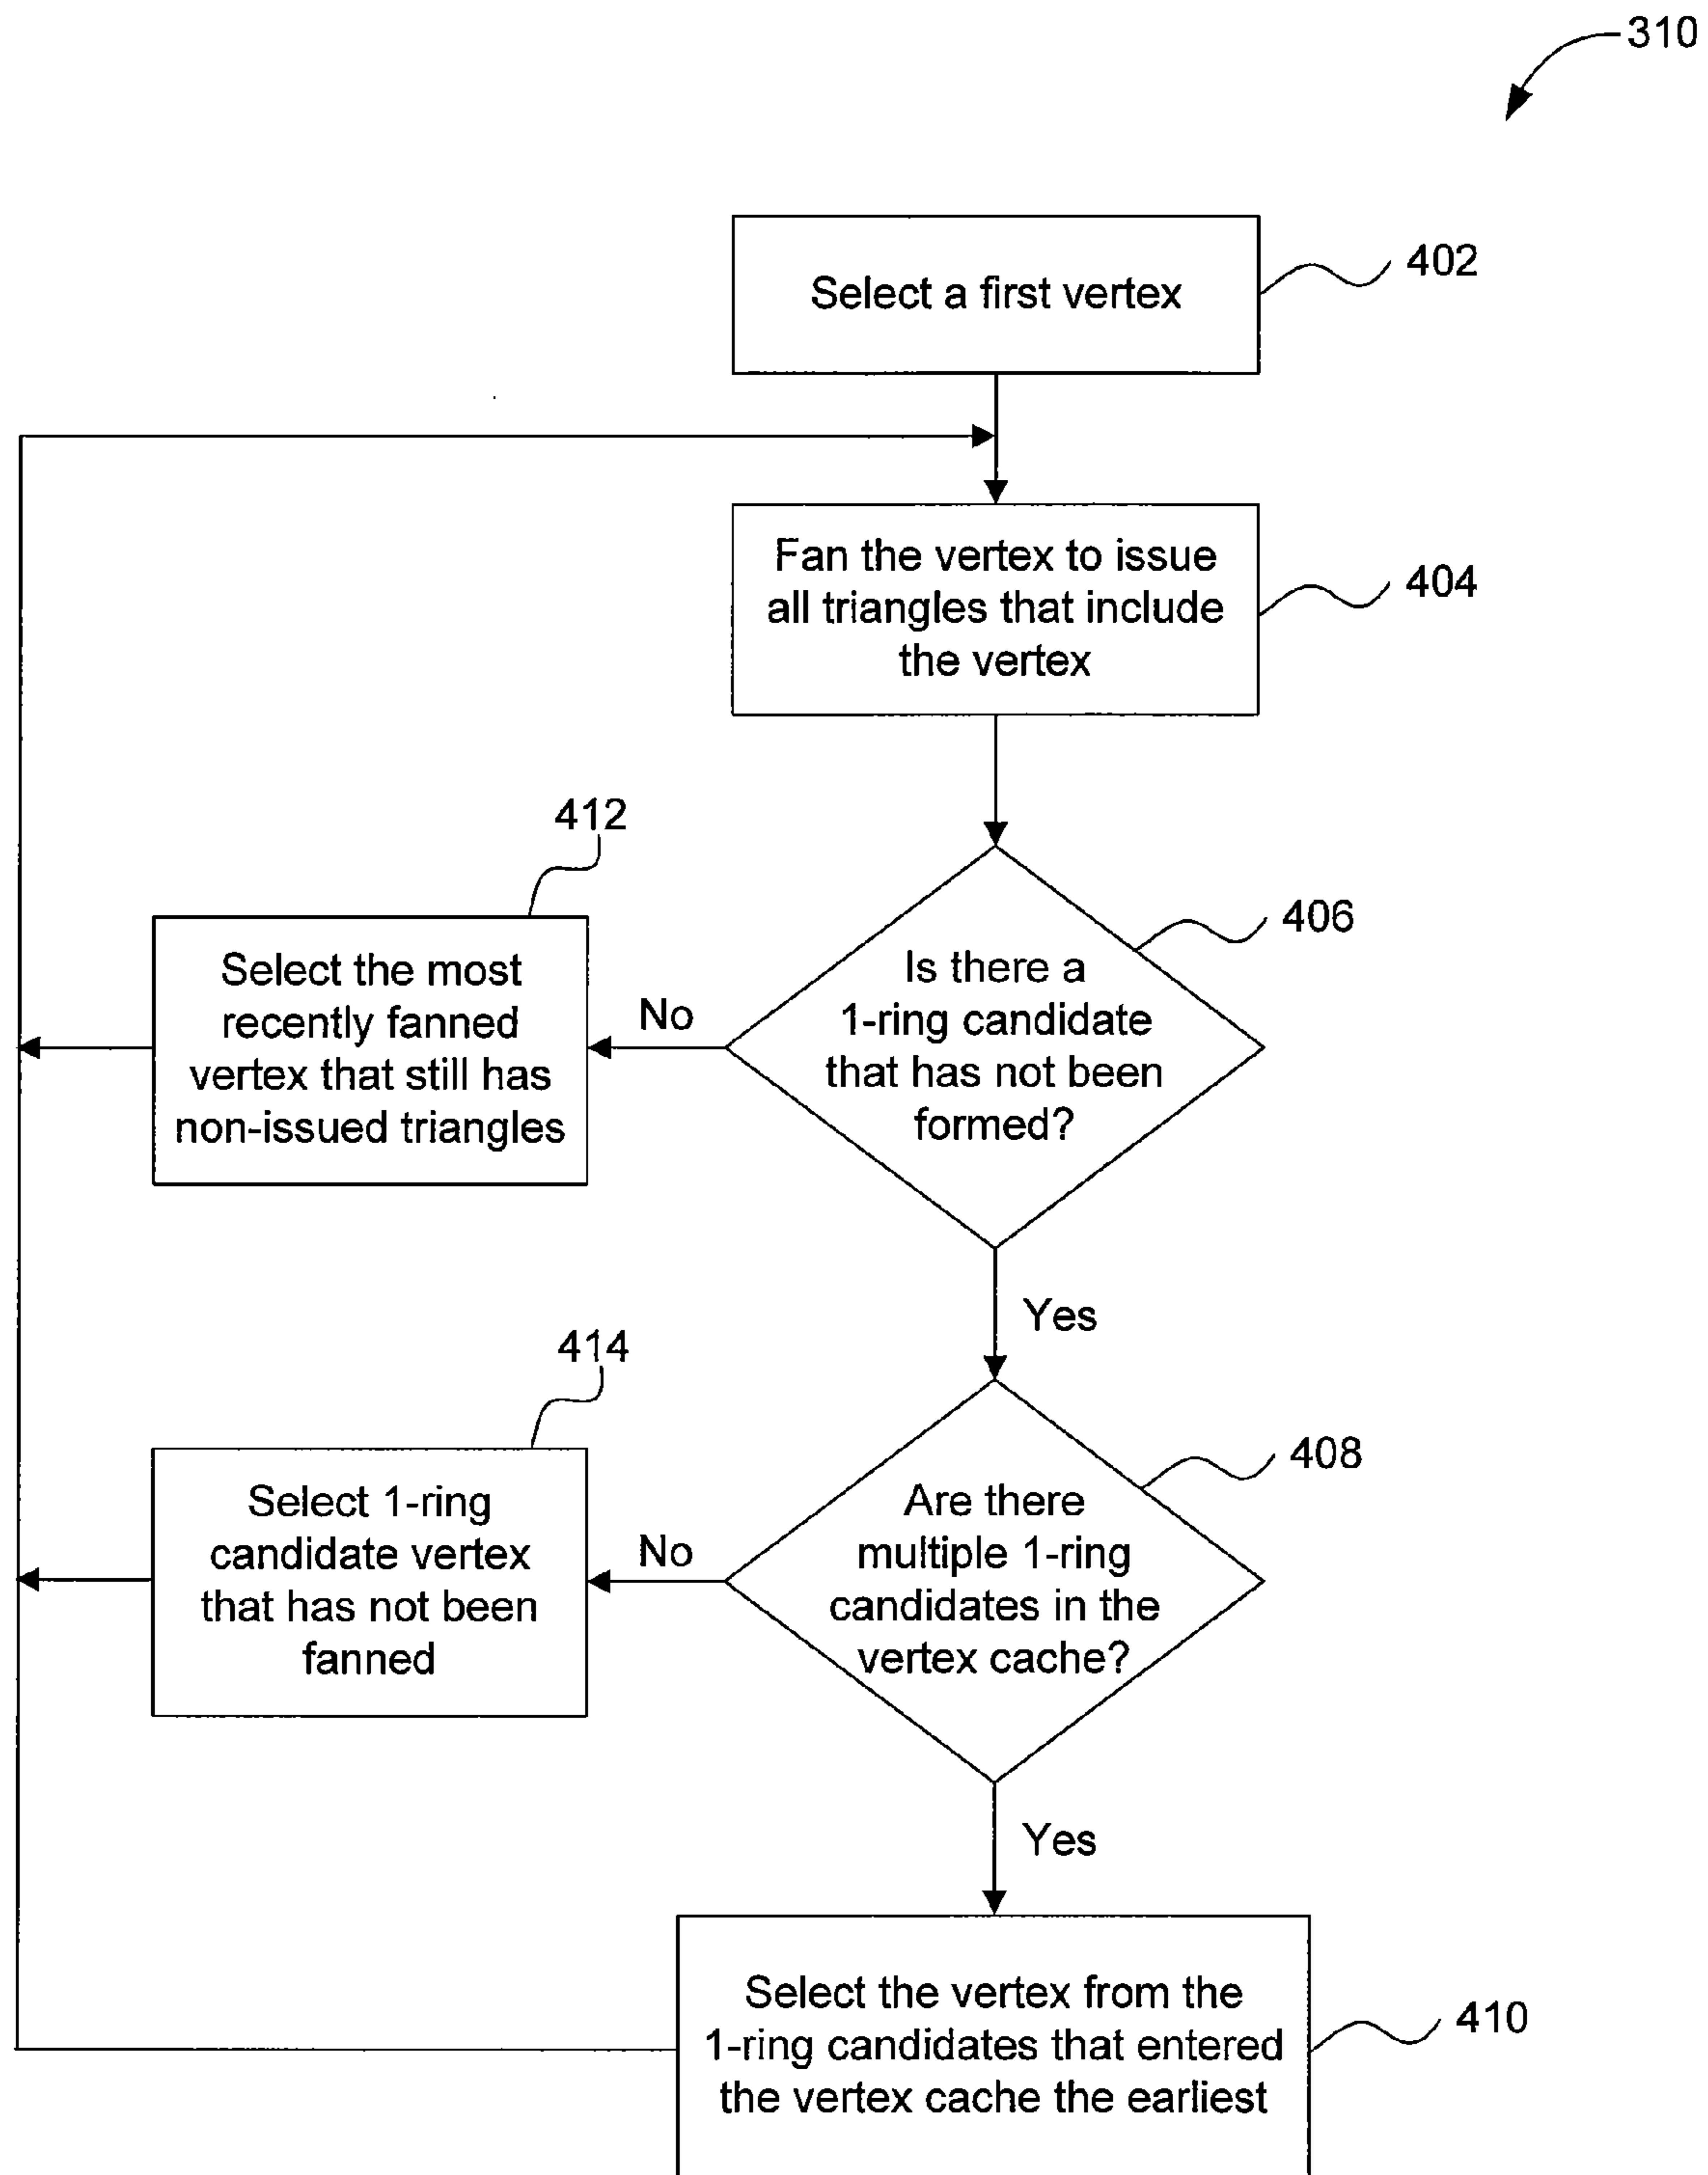 310
Select a first vertex
402
Fan the vertex to issue
all triangles that include
the vertex
404
412
Select the most
recently fanned
vertex that still has
non-issued triangles
No
Is there a
1-ring candidate
that has not been
formed?
406
Yes
414
Select 1-ring
candidate vertex
that has not been
fanned
No
Are there
multiple 1-ring
candidates in the
vertex cache?
408
Yes
Select the vertex from the
1-ring candidates that entered
the vertex cache the earliest
410